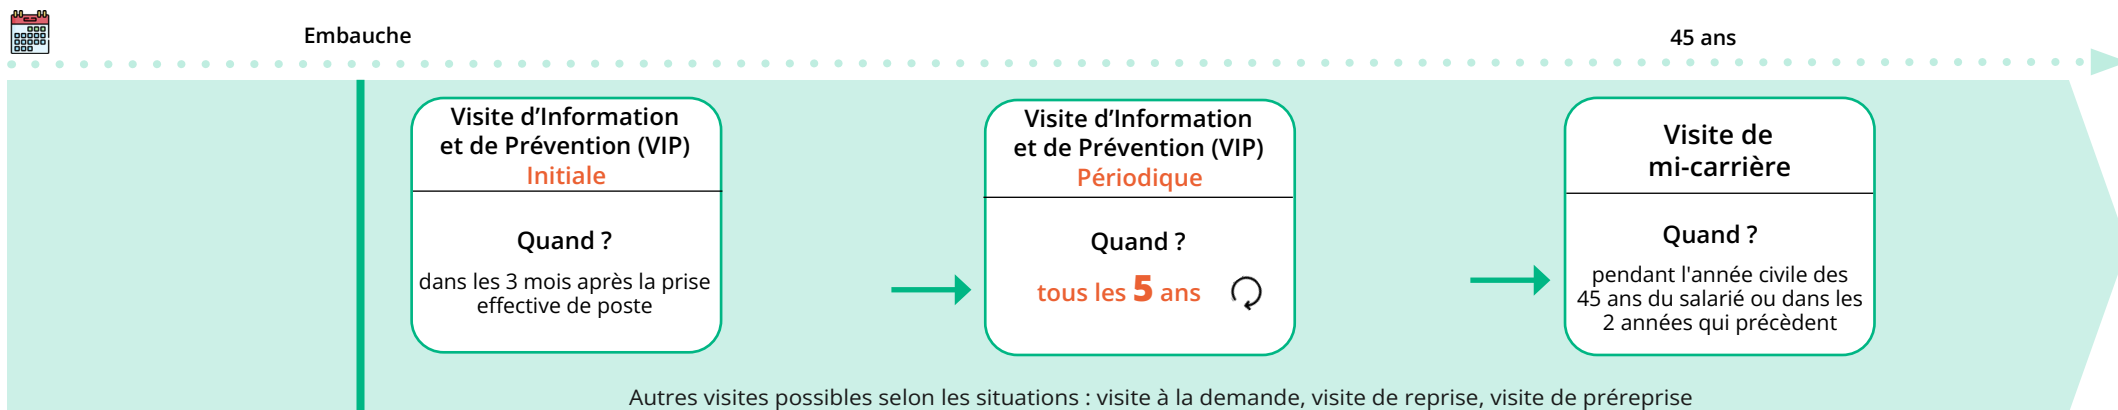 Embauche
45 ans
Visite d’Information
et de Prévention (VIP)
Initiale
Quand ?
dans les 3 mois après la prise
effective de poste
Visite d’Information
et de Prévention (VIP)
Périodique
Quand ?
tous les 5 ans
Visite de
mi-carrière
Quand ?
pendant l'année civile des
45 ans du salarié ou dans les
2 années qui précèdent
Autres visites possibles selon les situations : visite à la demande, visite de reprise, visite de préreprise